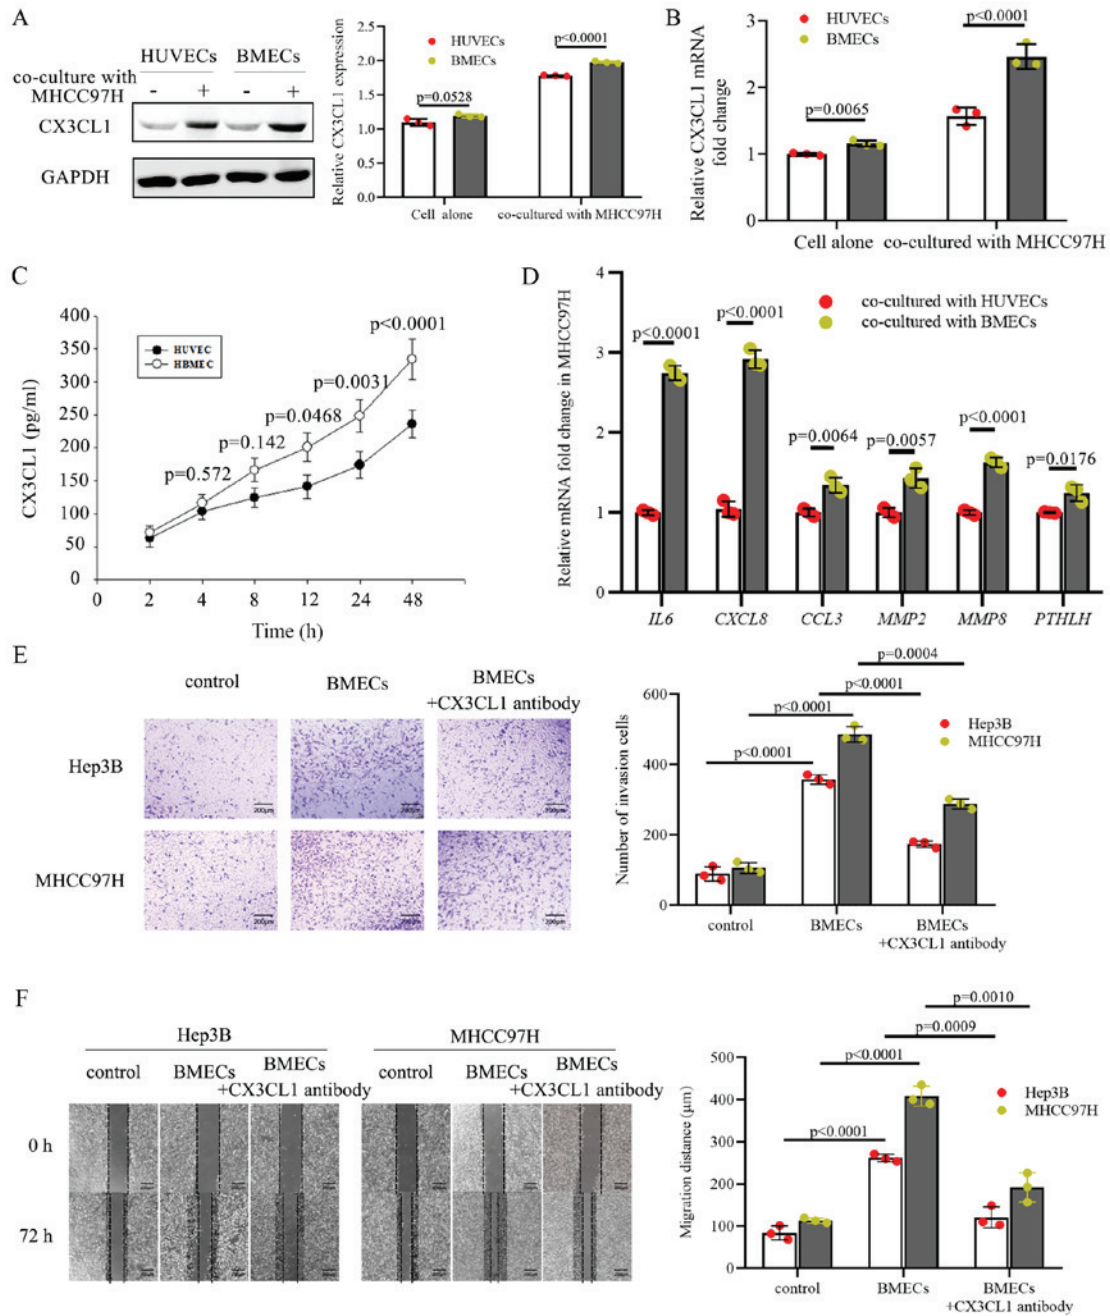 A
HUVECs BMECs
co-culture with
MHCC97H - + - +
CX3CL1
GAPDH
Relative CX3CL1 expression
2.5
2.0
1.5
1.0
0.5
0.0
HUVECs
BMECs
p=0.0528
p<0.0001
Cell alone co-cultured with MHCC97H
B
Relative CX3CL1 mRNA
fold change
3
2
1
0
HUVECs
BMECs
p=0.0065
p<0.0001
Cell alone co-cultured with MHCC97H
C
CX3CL1 (pg/ml)
400
350
300
250
200
150
100
50
0
HUVEC
HBMEC
p=0.572
p=0.142
p=0.0468
p=0.0031
p<0.0001
0 2 4 8 12 24 48
Time (h)
D
Relative mRNA fold change in MHCC97H
4
3
2
1
0
co-cultured with HUVECs
co-cultured with BMECs
p<0.0001
p<0.0001
p=0.0064
p=0.0057
p<0.0001
p=0.0176
IL6 CXCL8 CCL3 MMP2 MMP8 PTHLH
E
control BMECs BMECs
+CX3CL1 antibody
Hep3B
MHCC97H
200μm
200μm
200μm
200μm
200μm
200μm
Number of invasion cells
600
400
200
0
Hep3B
MHCC97H
p=0.0004
p<0.0001
p<0.0001
p<0.0001
control BMECs BMECs
+CX3CL1 antibody
F
Hep3B MHCC97H
control BMECs BMECs
+CX3CL1 antibody
control BMECs BMECs
+CX3CL1 antibody
0 h
72 h
Migration distance (μm)
500
400
300
200
100
0
Hep3B
MHCC97H
p=0.0010
p=0.0009
p<0.0001
p<0.0001
control BMECs BMECs
+CX3CL1 antibody